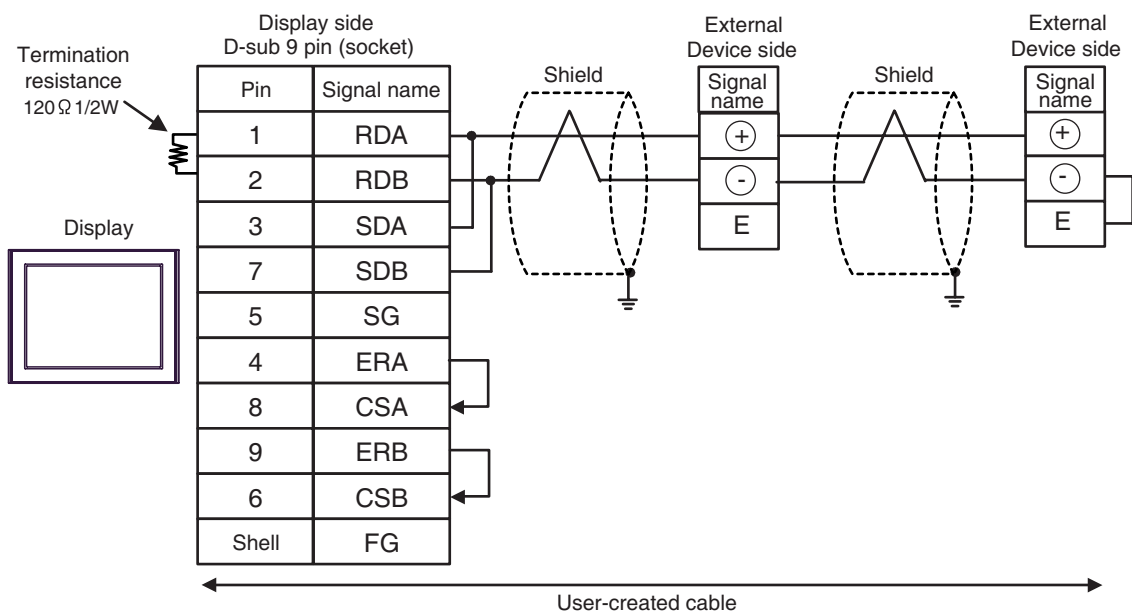 Display side
D-sub 9 pin (socket)
Termination
resistance
120Ω 1/2W
Display
Pin Signal name
1 RDA
2 RDB
3 SDA
7 SDB
5 SG
4 ERA
8 CSA
9 ERB
6 CSB
Shell FG
Shield
External
Device side
Signal
name
+
-
E
Shield
External
Device side
Signal
name
+
-
E
User-created cable